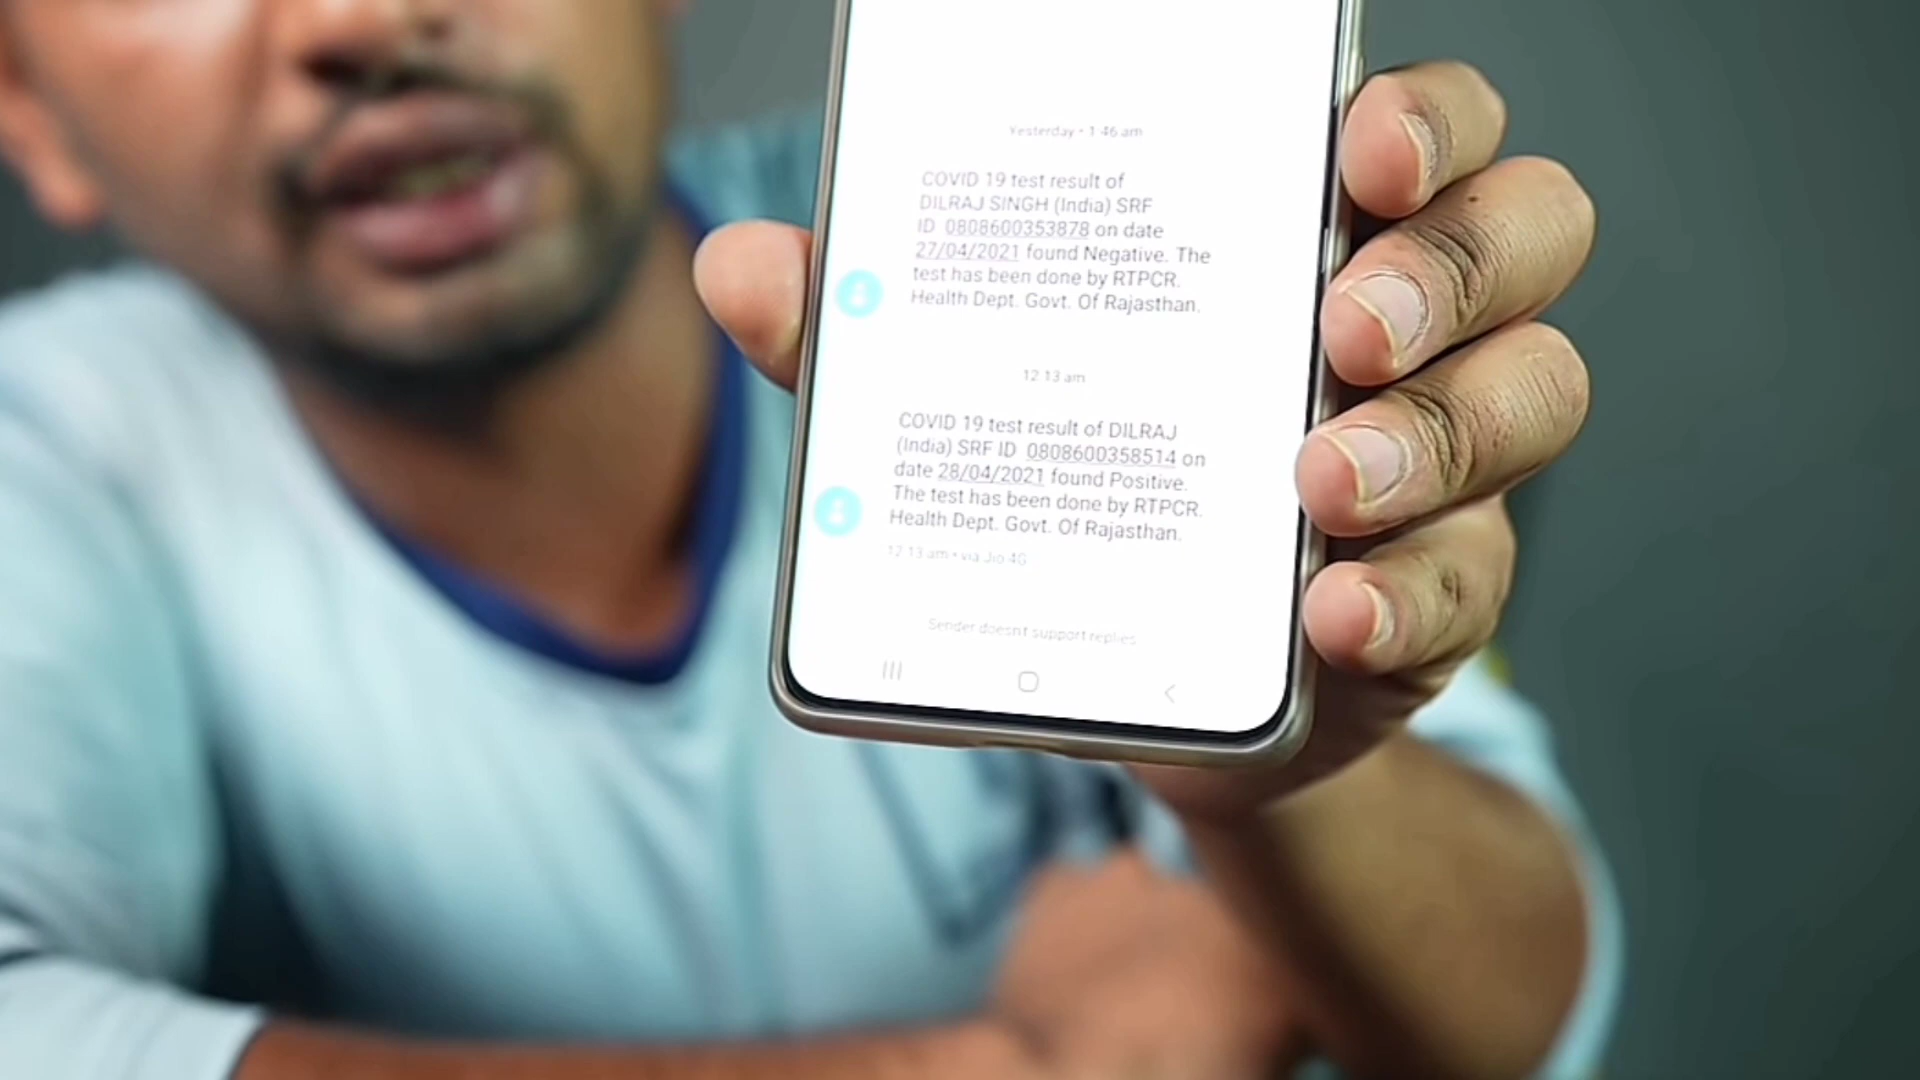 Yesterday • 1:46 am
COVID 19 test result of
DILRAJ SINGH (India) SRF
ID 0808600353878 on date
27/04/2021 found Negative. The
test has been done by RTPCR.
Health Dept. Govt. Of Rajasthan.
12:13 am
COVID 19 test result of DILRAJ
(India) SRF ID 0808600358514 on
date 28/04/2021 found Positive.
The test has been done by RTPCR.
Health Dept. Govt. Of Rajasthan.
12:13 am • via Jio 4G
Sender doesn't support replies